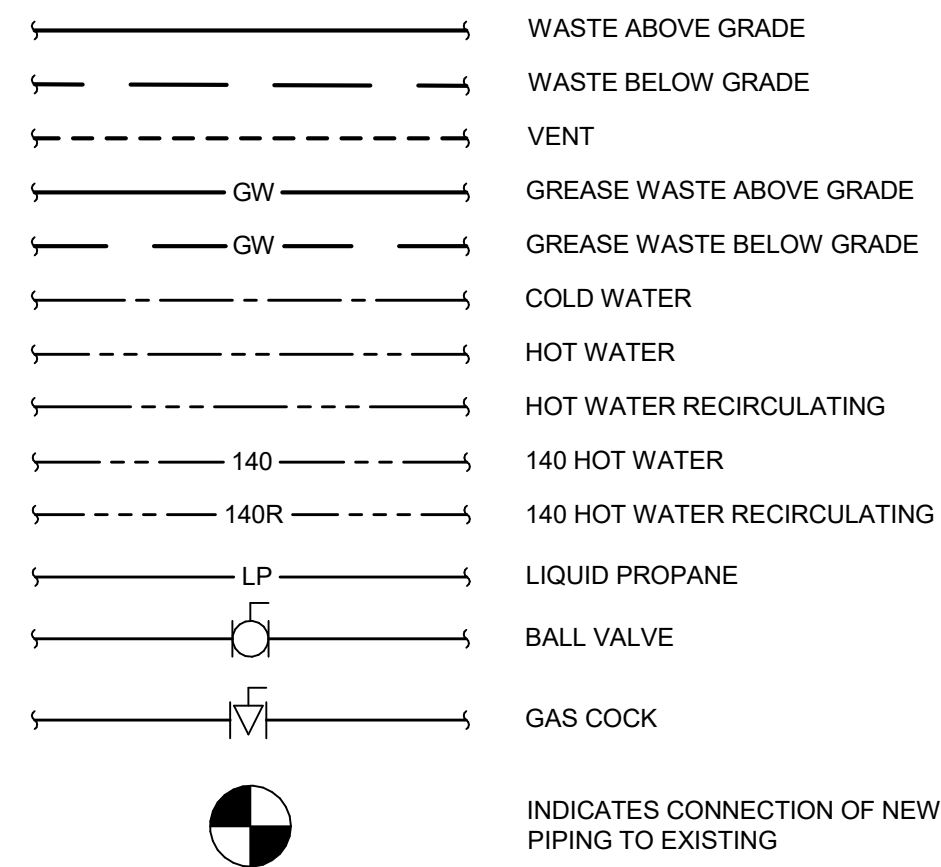 WASTE ABOVE GRADE
WASTE BELOW GRADE
VENT
GW GREASE WASTE ABOVE GRADE
GW GREASE WASTE BELOW GRADE
COLD WATER
HOT WATER
HOT WATER RECIRCULATING
140 140 HOT WATER
140R 140 HOT WATER RECIRCULATING
LP LIQUID PROPANE
BALL VALVE
GAS COCK
INDICATES CONNECTION OF NEW
PIPING TO EXISTING